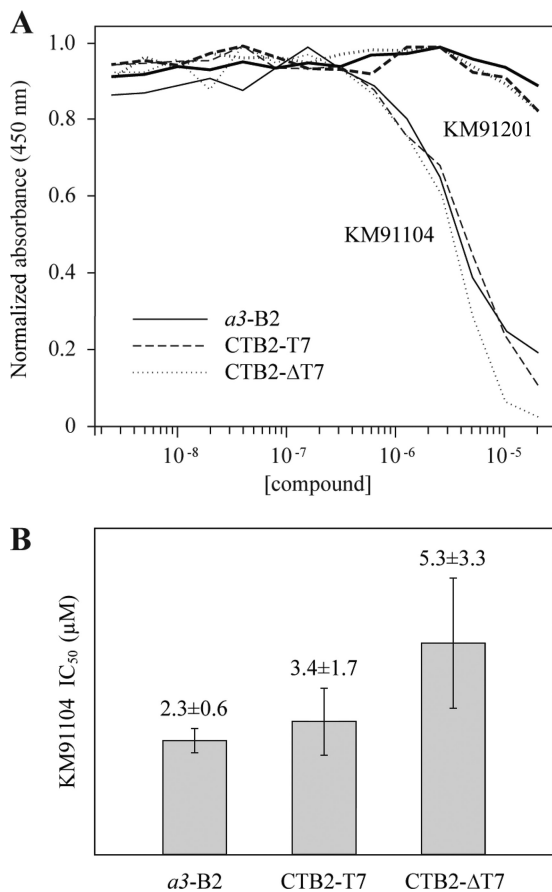 A
Normalized absorbance (450 nm)
1.0
0.8
0.6
0.4
0.2
0
KM91201
KM91104
a3-B2
CTB2-T7
CTB2-ΔT7
10⁻⁸ 10⁻⁷ 10⁻⁶ 10⁻⁵
[compound]
B
KM91104 IC₅₀ (μM)
2.3±0.6
3.4±1.7
5.3±3.3
a3-B2 CTB2-T7 CTB2-ΔT7